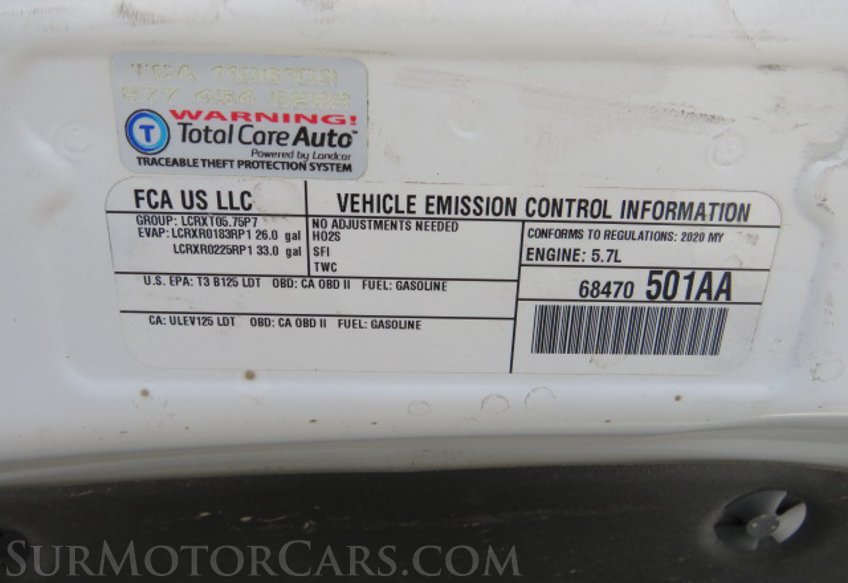 WARNING!
T Total Care Auto
Powered by Landcar
TRACEABLE THEFT PROTECTION SYSTEM
FCA US LLC
VEHICLE EMISSION CONTROL INFORMATION
GROUP: LCRXT05.75P7
EVAP: LCRXR0183RP1 26.0 gal
LCRXR0225RP1 33.0 gal
NO ADJUSTMENTS NEEDED
HO2S
SFI
TWC
CONFORMS TO REGULATIONS: 2020 MY
ENGINE: 5.7L
U.S. EPA: T3 B125 LDT OBD: CA OBD II FUEL: GASOLINE
68470 501AA
CA: ULEV125 LDT OBD: CA OBD II FUEL: GASOLINE
SurMotorCars.com